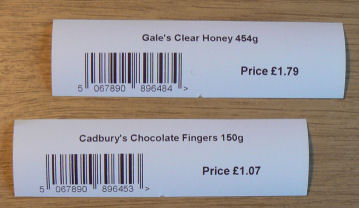 Gale's Clear Honey 454g
Price £1.79
5 067890 896484 >
Cadbury's Chocolate Fingers 150g
Price £1.07
5 067890 896453 >